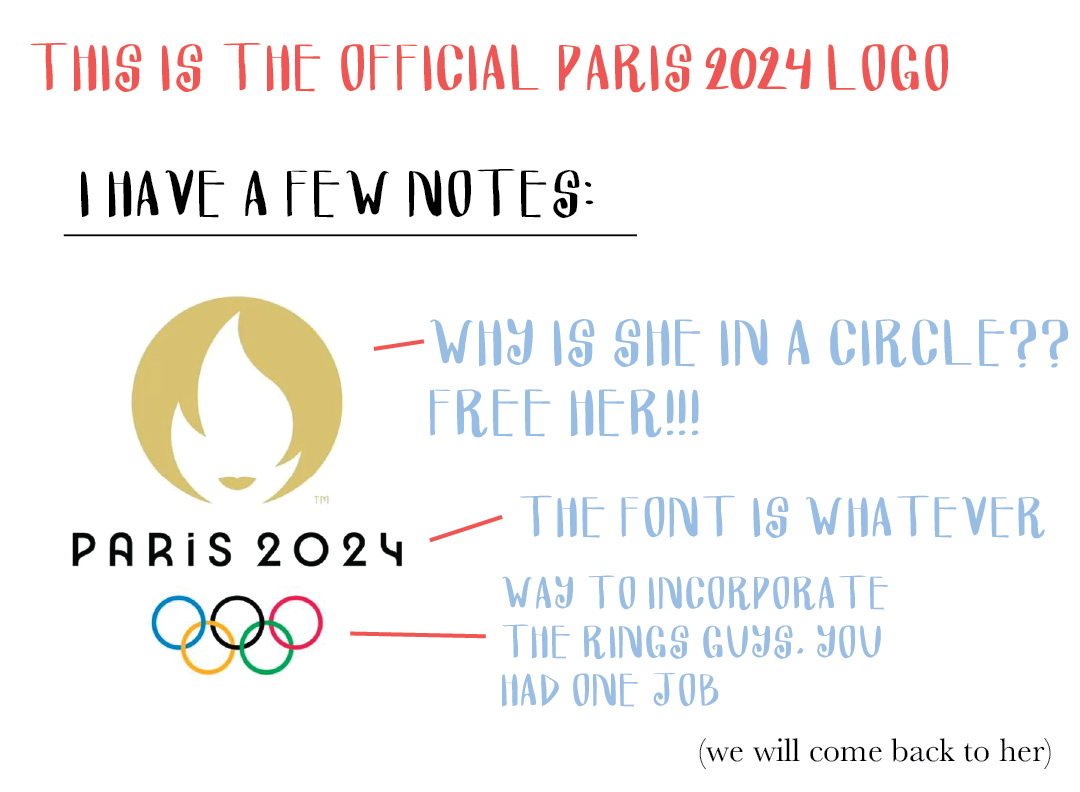 THIS IS THE OFFICIAL PARIS 2024 LOGO
I HAVE A FEW NOTES:
WHY IS SHE IN A CIRCLE??
FREE HER!!!
TM
PARiS 2024
THE FONT IS WHATEVER
WAY TO INCORPORATE
THE RINGS GUYS. YOU
HAD ONE JOB
(we will come back to her)